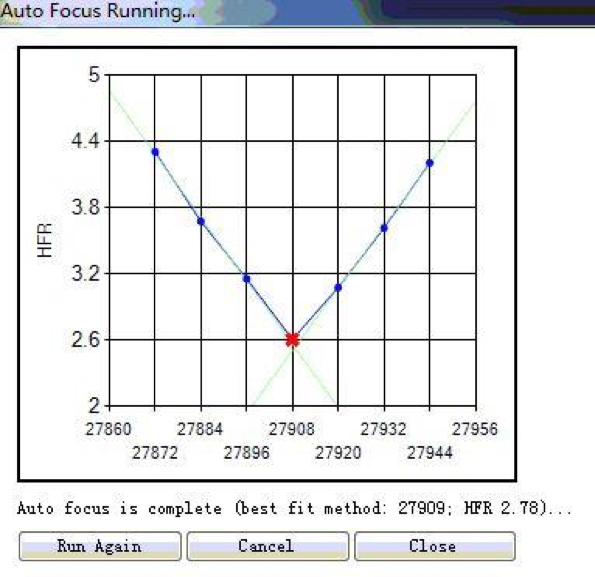 Auto Focus Running...
5
4.4
3.8
HFR
3.2
2.6
2
27860 27884 27908 27932 27956
27872 27896 27920 27944
Auto focus is complete (best fit method: 27909; HFR 2.78)...
Run Again Cancel Close